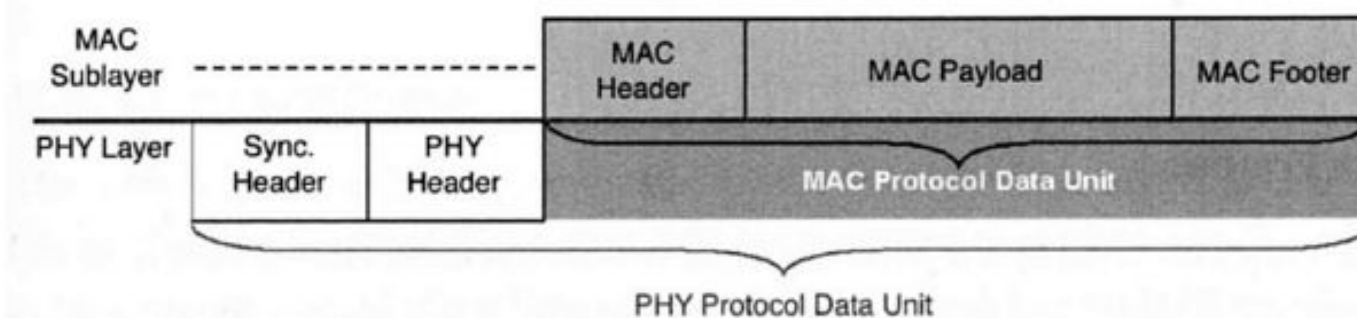 MAC
Sublayer
MAC
Header
MAC Payload
MAC Footer
PHY Layer
Sync.
Header
PHY
Header
MAC Protocol Data Unit
PHY Protocol Data Unit